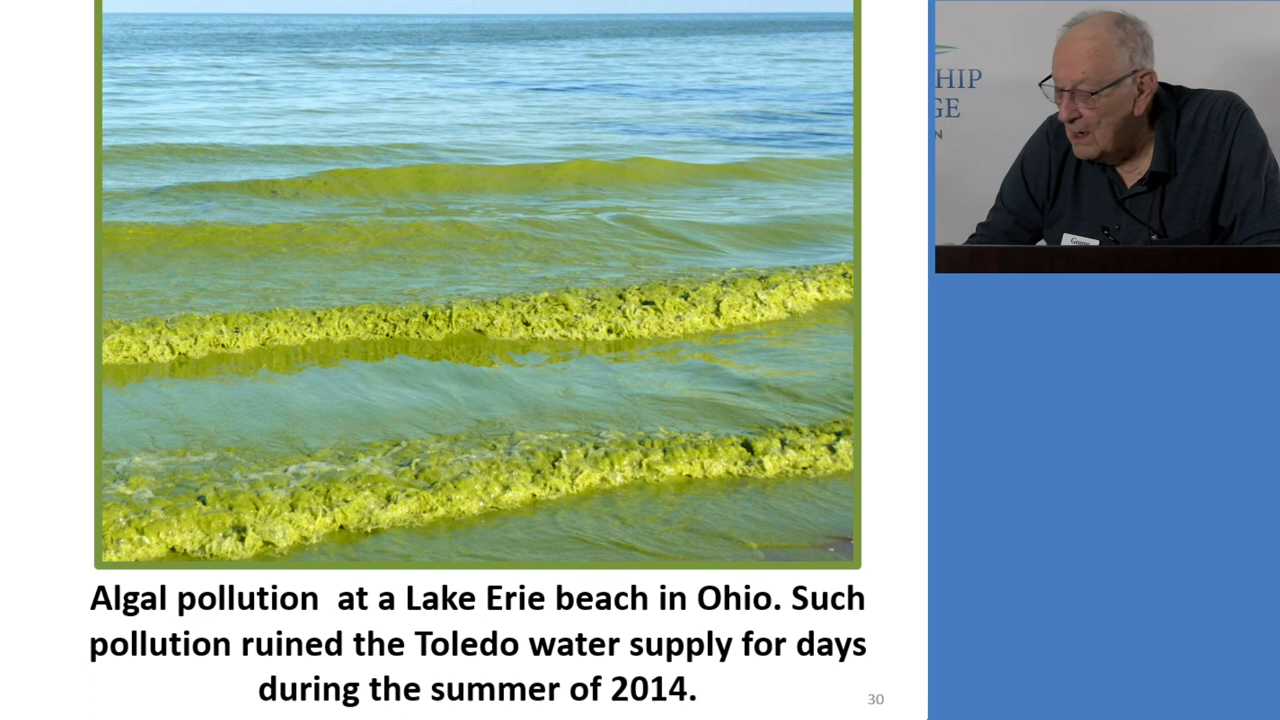 HIP
GE
N
George
Algal pollution  at a Lake Erie beach in Ohio. Such
pollution ruined the Toledo water supply for days
during the summer of 2014.
30